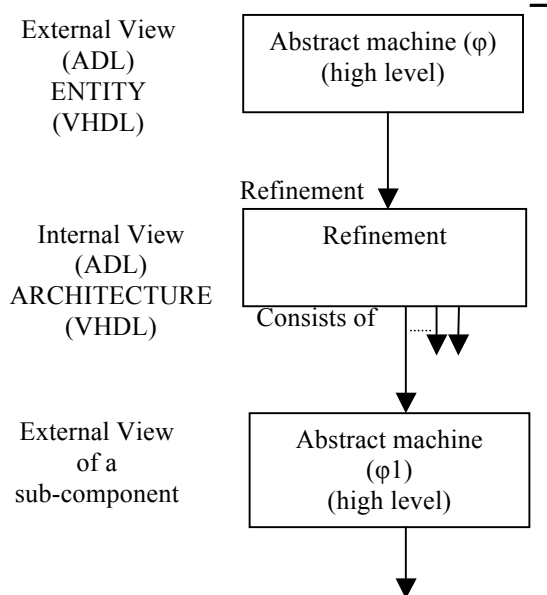 External View
(ADL)
ENTITY
(VHDL)
Abstract machine (φ)
(high level)
Refinement
Internal View
(ADL)
ARCHITECTURE
(VHDL)
Refinement
Consists of
......
External View
of a
sub-component
Abstract machine
(φ1)
(high level)